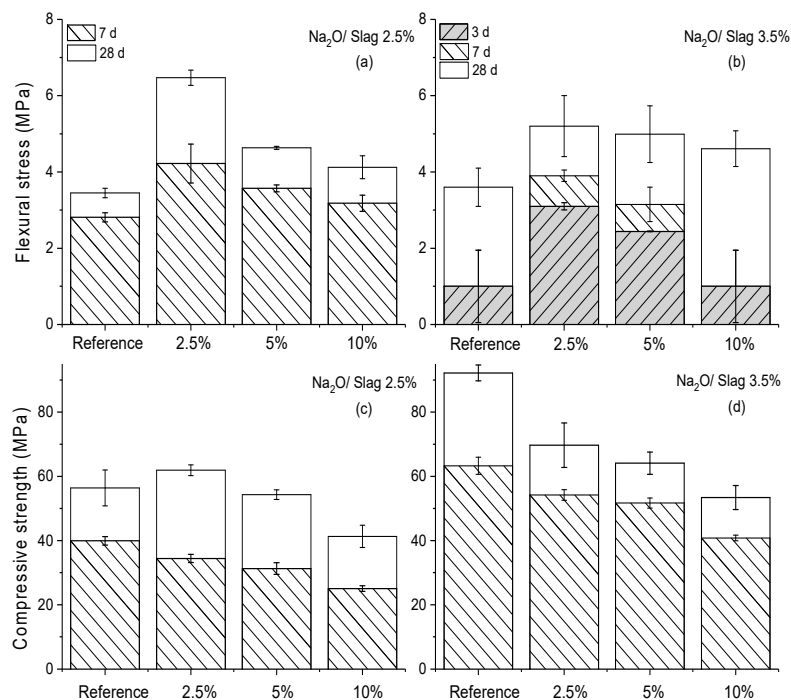 8
6
4
2
0
Flexural stress (MPa)
7 d
28 d
Na₂O/ Slag 2.5%
(a)
Reference 2.5% 5% 10%
8
6
4
2
0
3 d
7 d
28 d
Na₂O/ Slag 3.5%
(b)
Reference 2.5% 5% 10%
80
60
40
20
0
Compressive strength (MPa)
Na₂O/ Slag 2.5%
(c)
Reference 2.5% 5% 10%
80
60
40
20
0
Na₂O/ Slag 3.5%
(d)
Reference 2.5% 5% 10%